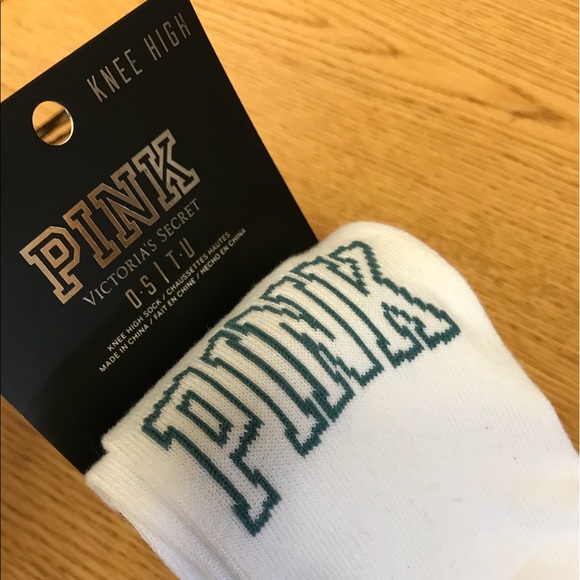 KNEE HIGH
PINK
VICTORIA'S SECRET
O·S|T·U
KNEE HIGH SOCK / CHAUSSETTES HAUTES
MADE IN CHINA / FAIT EN CHINE / HECHO EN CHINA
PINK